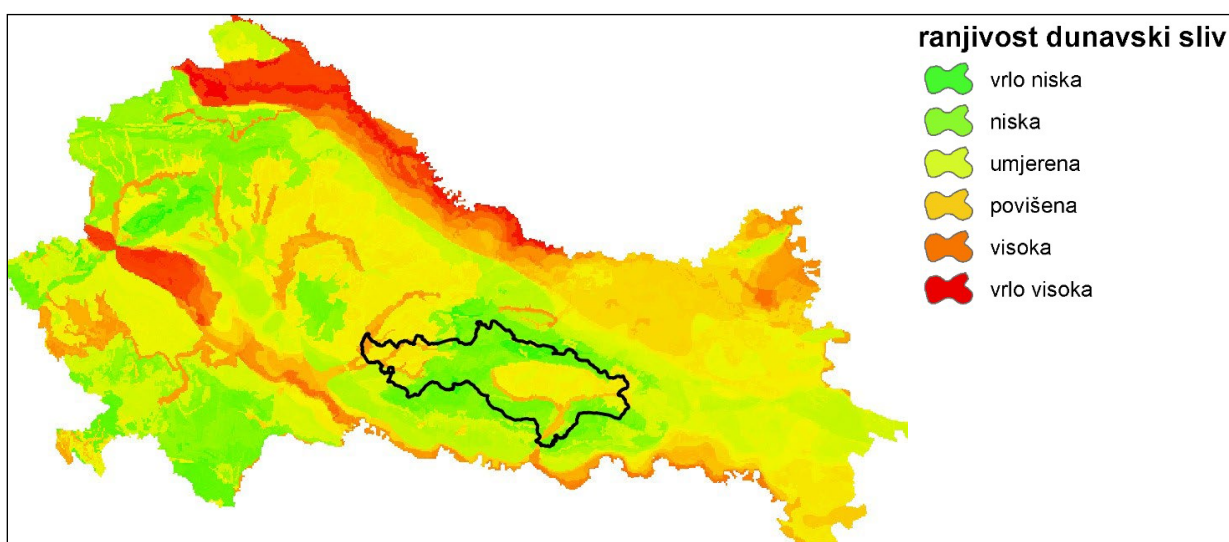 ranjivost dunavski sliv
vrlo niska
niska
umjerena
povišena
visoka
vrlo visoka